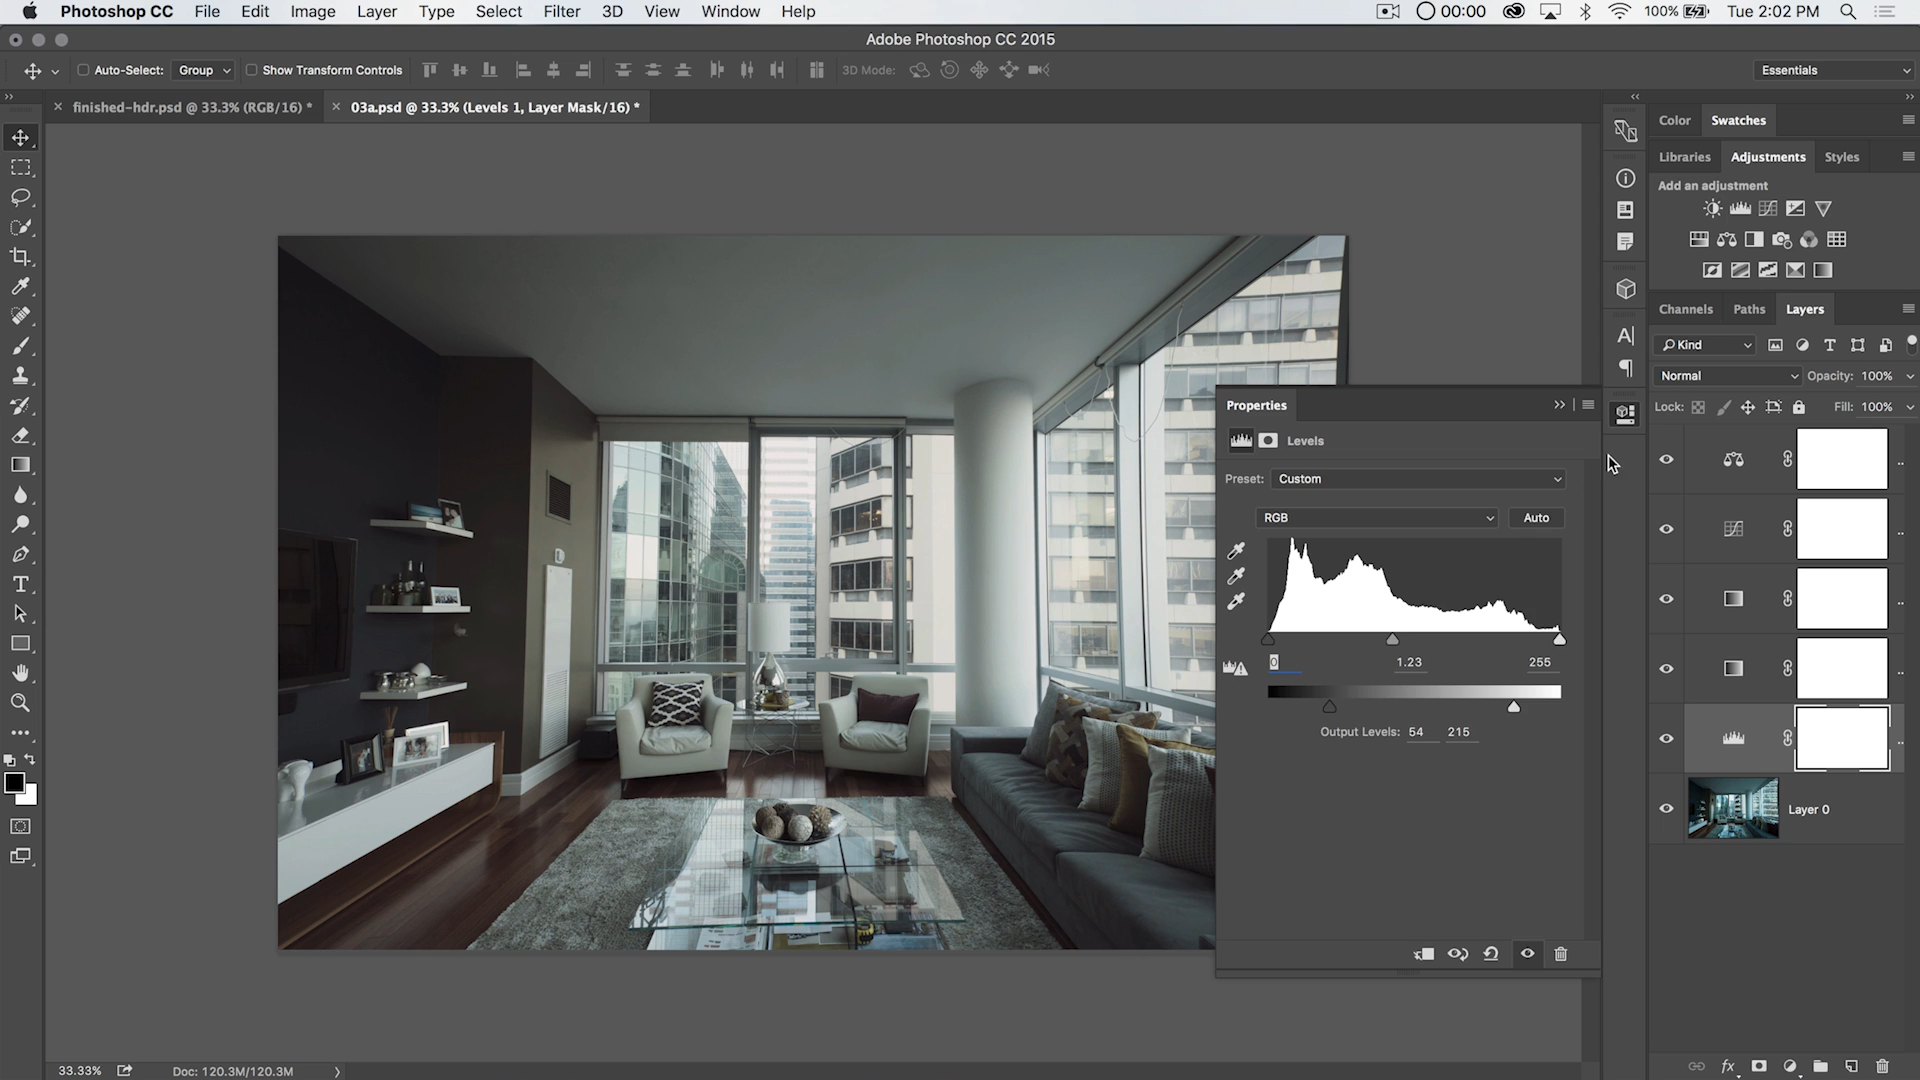 Photoshop CC File Edit Image Layer Type Select Filter 3D View Window Help 00:00 100% Tue 2:02 PM
Adobe Photoshop CC 2015
Auto-Select: Group Show Transform Controls 3D Mode: Essentials
finished-hdr.psd @ 33.3% (RGB/16) * 03a.psd @ 33.3% (Levels 1, Layer Mask/16) *
Color Swatches
Libraries Adjustments Styles
Add an adjustment
Channels Paths Layers
Kind
Normal Opacity: 100%
Lock: Fill: 100%
Properties
Levels
Preset: Custom
RGB Auto
0 1.23 255
Output Levels: 54 215
Layer 0
33.33% Doc: 120.3M/120.3M